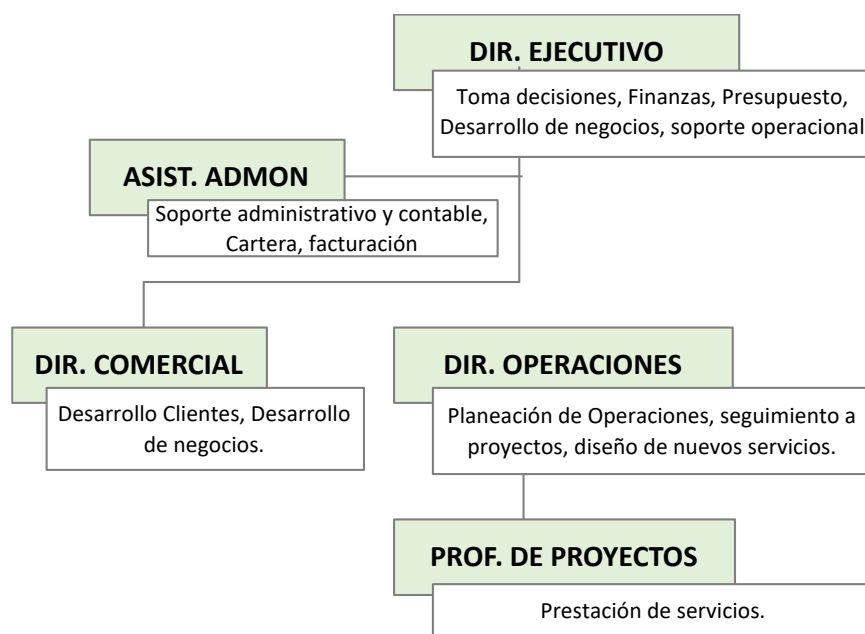 DIR. EJECUTIVO
Toma decisiones, Finanzas, Presupuesto,
Desarrollo de negocios, soporte operacional
ASIST. ADMON
Soporte administrativo y contable,
Cartera, facturación
DIR. COMERCIAL
Desarrollo Clientes, Desarrollo
de negocios.
DIR. OPERACIONES
Planeación de Operaciones, seguimiento a
proyectos, diseño de nuevos servicios.
PROF. DE PROYECTOS
Prestación de servicios.